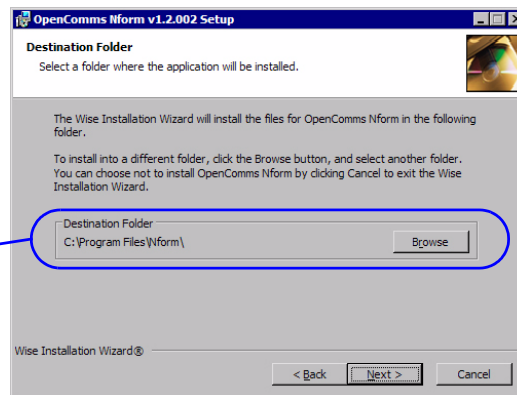 OpenComms Nform v1.2.002 Setup
Destination Folder
Select a folder where the application will be installed.
The Wise Installation Wizard will install the files for OpenComms Nform in the following
folder.
To install into a different folder, click the Browse button, and select another folder.
You can choose not to install OpenComms Nform by clicking Cancel to exit the Wise
Installation Wizard.
Destination Folder
C:\Program Files\Nform\
Browse
Wise Installation Wizard®
< Back
Next >
Cancel